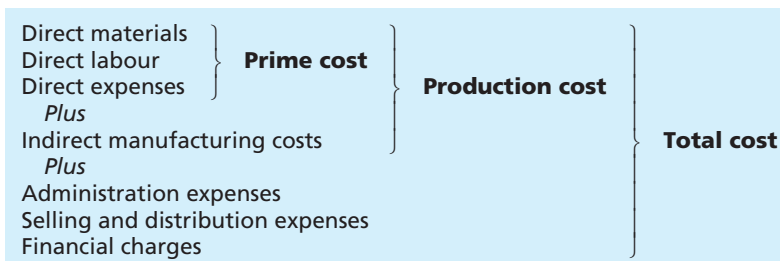 Direct materials
Direct labour Prime cost
Direct expenses Production cost
Plus
Indirect manufacturing costs
Plus Total cost
Administration expenses
Selling and distribution expenses
Financial charges